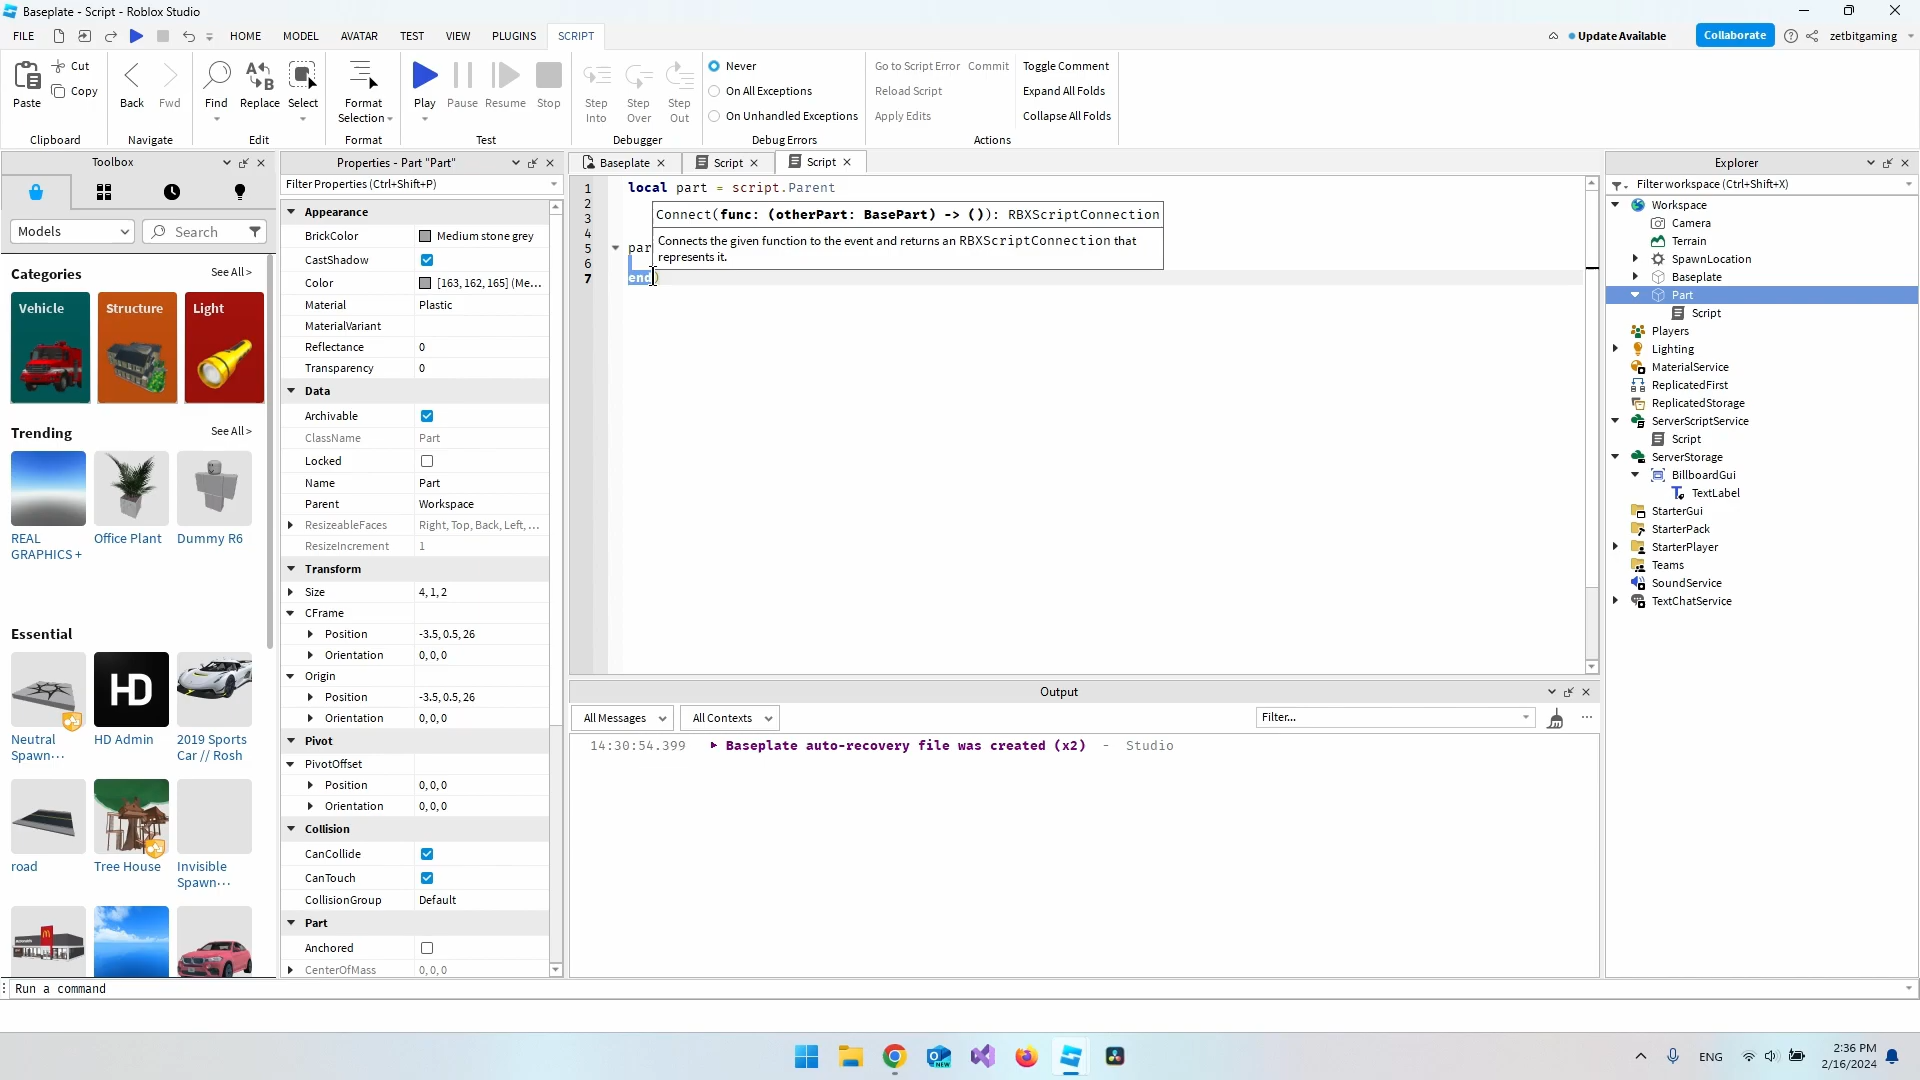 Baseplate - Script - Roblox Studio
FILE HOME MODEL AVATAR TEST VIEW PLUGINS SCRIPT Update Available Collaborate zetbitgaming
Paste Cut Copy Clipboard
Back Fwd Navigate
Find Replace Select Edit
Format Selection Format
Play Pause Resume Stop Test
Step Into Step Over Step Out Debugger
Never
On All Exceptions
On Unhandled Exceptions
Debug Errors
Go to Script Error Commit
Reload Script
Apply Edits
Toggle Comment
Expand All Folds
Collapse All Folds
Actions
Toolbox
Models Search
Categories See All >
Vehicle Structure Light
Trending See All >
REAL GRAPHICS +
Office Plant
Dummy R6
Essential
Neutral Spawn...
HD
HD Admin
2019 Sports Car // Rosh
road
Tree House
Invisible Spawn...
Properties - Part "Part"
Filter Properties (Ctrl+Shift+P)
Appearance
BrickColor Medium stone grey
CastShadow
Color [163, 162, 165] (Me...
Material Plastic
MaterialVariant
Reflectance 0
Transparency 0
Data
Archivable
ClassName Part
Locked
Name Part
Parent Workspace
ResizeableFaces Right, Top, Back, Left, ...
ResizeIncrement 1
Transform
Size 4, 1, 2
CFrame
Position -3.5, 0.5, 26
Orientation 0, 0, 0
Origin
Position -3.5, 0.5, 26
Orientation 0, 0, 0
Pivot
PivotOffset
Position 0, 0, 0
Orientation 0, 0, 0
Collision
CanCollide
CanTouch
CollisionGroup Default
Part
Anchored
CenterOfMass 0, 0, 0
Baseplate Script Script
1 local part = script.Parent
2
3
4
5 par
6
7 end)
Connect(func: (otherPart: BasePart) -> ()): RBXScriptConnection
Connects the given function to the event and returns an RBXScriptConnection that
represents it.
Output
All Messages All Contexts Filter...
14:30:54.399 Baseplate auto-recovery file was created (x2) - Studio
Explorer
Filter workspace (Ctrl+Shift+X)
Workspace
Camera
Terrain
SpawnLocation
Baseplate
Part
Script
Players
Lighting
MaterialService
ReplicatedFirst
ReplicatedStorage
ServerScriptService
Script
ServerStorage
BillboardGui
TextLabel
StarterGui
StarterPack
StarterPlayer
Teams
SoundService
TextChatService
Run a command
ENG
2:36 PM
2/16/2024